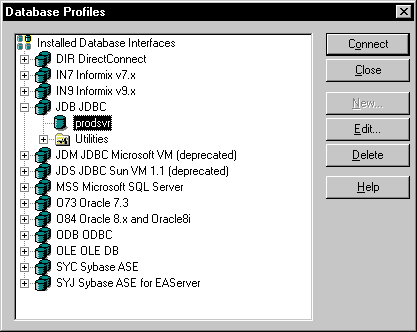 Database Profiles
Installed Database Interfaces
DIR DirectConnect
IN7 Informix v7.x
IN9 Informix v9.x
JDB JDBC
prodsvr
Utilities
JDM JDBC Microsoft VM (deprecated)
JDS JDBC Sun VM 1.1 (deprecated)
MSS Microsoft SQL Server
O73 Oracle 7.3
O84 Oracle 8.x and Oracle8i
ODB ODBC
OLE OLE DB
SYC Sybase ASE
SYJ Sybase ASE for EAServer
Connect
Close
New...
Edit...
Delete
Help